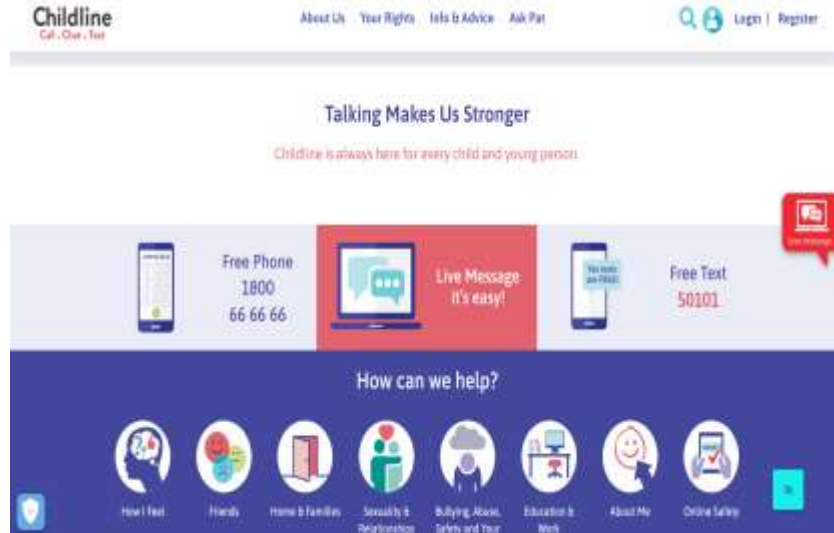 Childline
Call . Chat . Text
About Us Your Rights Info & Advice Ask Pat
Login | Register
Talking Makes Us Stronger
Childline is always here for every child and young person
Live Message
Free Phone
1800
66 66 66
Live Message
it's easy!
Free Text
50101
How can we help?
How I Feel
Friends
Home & Families
Sexuality &
Relationships
Bullying, Abuse,
Safety and Your
Education &
Work
About Me
Online Safety